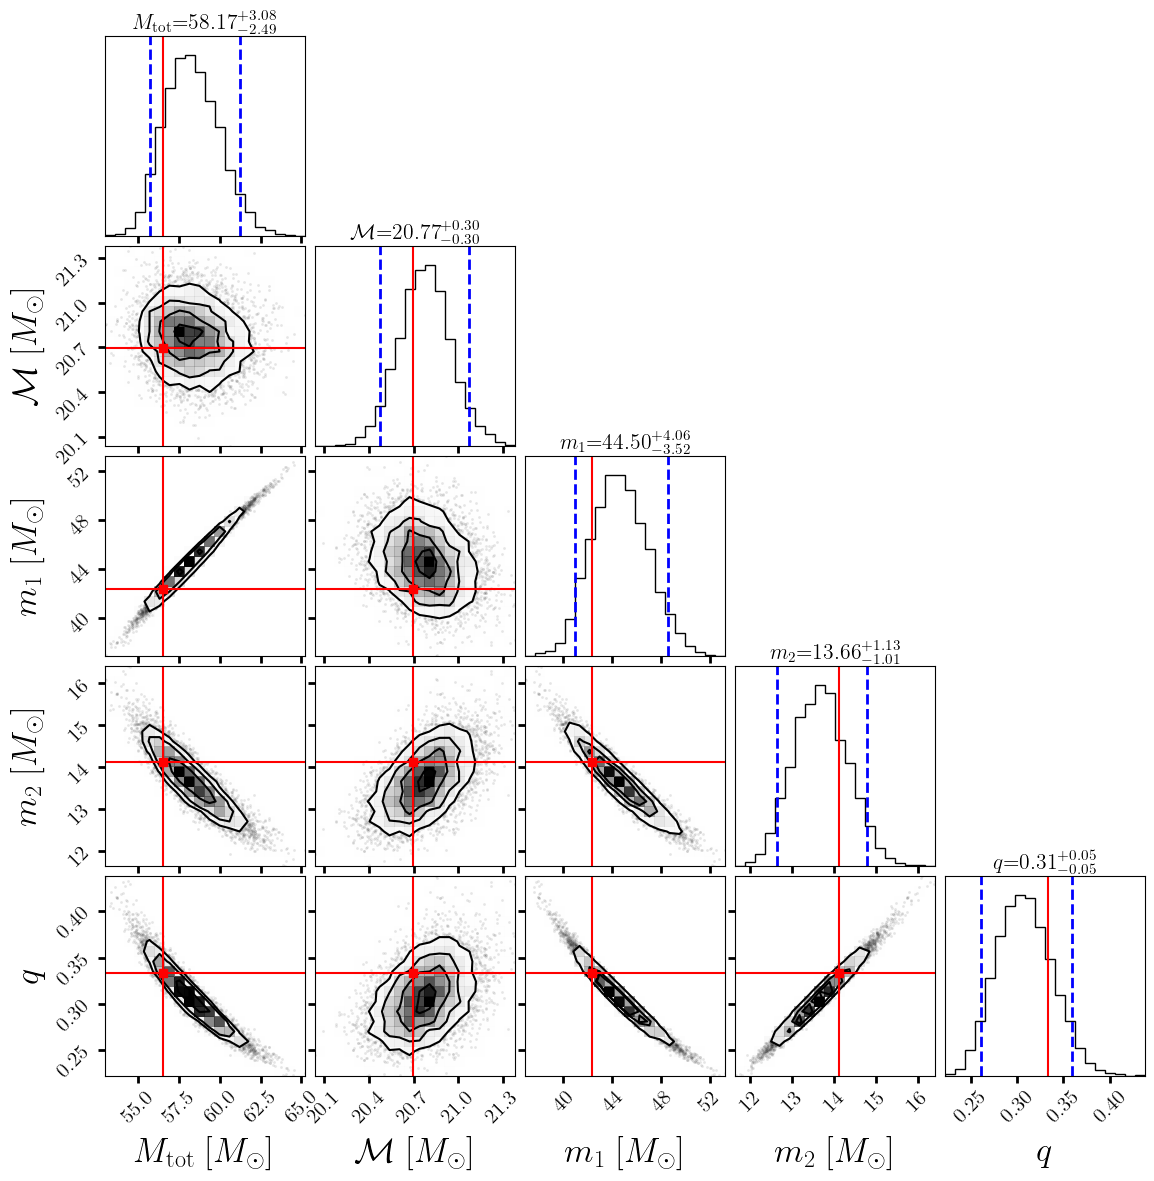 M_tot=58.17^{+3.08}_{-2.49}
21.3
21.0
20.7
20.4
20.1
ℳ [M_⊙]
ℳ=20.77^{+0.30}_{-0.30}
52
48
44
40
m_1 [M_⊙]
m_1=44.50^{+4.06}_{-3.52}
16
15
14
13
12
m_2 [M_⊙]
m_2=13.66^{+1.13}_{-1.01}
0.40
0.35
0.30
0.25
q
q=0.31^{+0.05}_{-0.05}
55.0 57.5 60.0 62.5 65.0 20.1 20.4 20.7 21.0 21.3 40 44 48 52 12 13 14 15 16 0.25 0.30 0.35 0.40
M_tot [M_⊙] ℳ [M_⊙] m_1 [M_⊙] m_2 [M_⊙] q